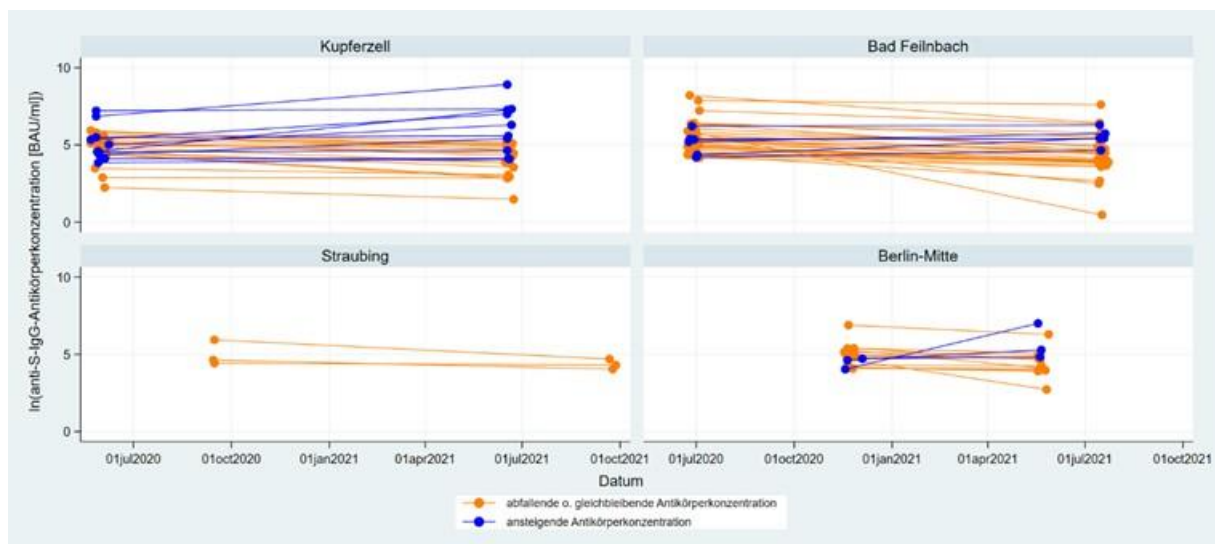 Kupferzell
Bad Feilnbach
10
5
0
Straubing
Berlin-Mitte
10
5
0
ln(anti-S-IgG-Antikörperkonzentration [BAU/ml])
01jul2020 01oct2020 01jan2021 01apr2021 01jul2021 01oct2021
01jul2020 01oct2020 01jan2021 01apr2021 01jul2021 01oct2021
Datum
abfallende o. gleichbleibende Antikörperkonzentration
ansteigende Antikörperkonzentration